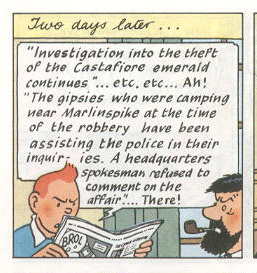 Two days later...
"Investigation into the theft
of the Castafiore emerald
continues"... etc. etc... Ah!
"The gipsies who were camping
near Marlinspike at the time
of the robbery have been
assisting the police in their
inquir- ies. A headquarters
spokesman refused to
comment on the
affair".... There!
BROL